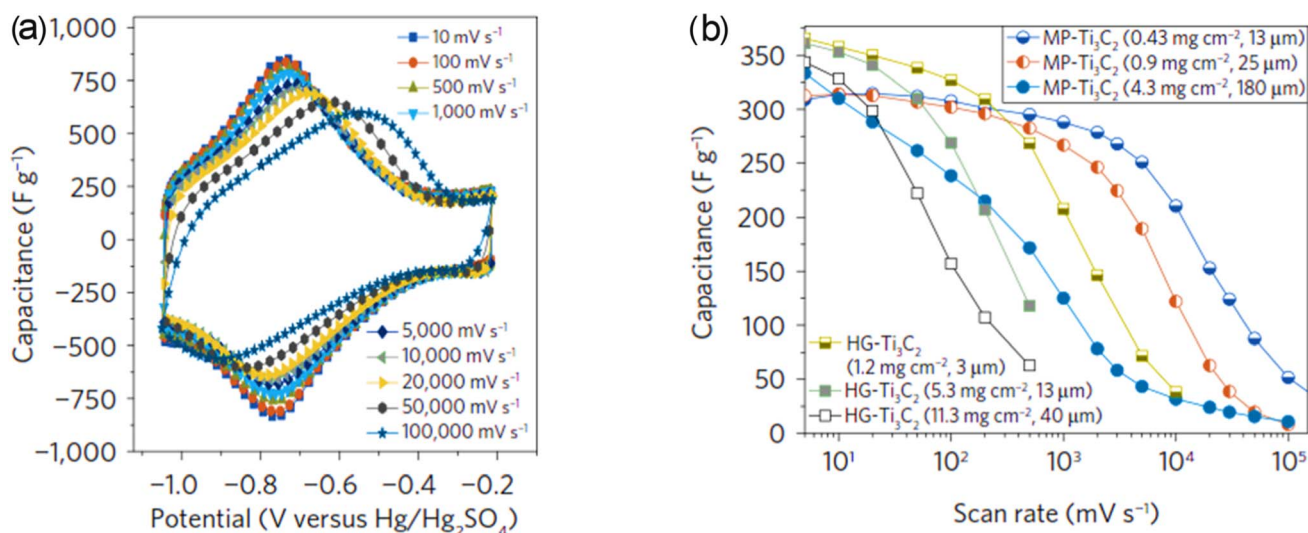 (a)
1,000
750
500
250
0
−250
−500
−750
−1,000
Capacitance (F g⁻¹)
10 mV s⁻¹
100 mV s⁻¹
500 mV s⁻¹
1,000 mV s⁻¹
5,000 mV s⁻¹
10,000 mV s⁻¹
20,000 mV s⁻¹
50,000 mV s⁻¹
100,000 mV s⁻¹
−1.0 −0.8 −0.6 −0.4 −0.2
Potential (V versus Hg/Hg₂SO₄)
(b)
350
300
250
200
150
100
50
0
Capacitance (F g⁻¹)
MP-Ti₃C₂ (0.43 mg cm⁻², 13 μm)
MP-Ti₃C₂ (0.9 mg cm⁻², 25 μm)
MP-Ti₃C₂ (4.3 mg cm⁻², 180 μm)
HG-Ti₃C₂
(1.2 mg cm⁻², 3 μm)
HG-Ti₃C₂ (5.3 mg cm⁻², 13 μm)
HG-Ti₃C₂ (11.3 mg cm⁻², 40 μm)
10¹ 10² 10³ 10⁴ 10⁵
Scan rate (mV s⁻¹)